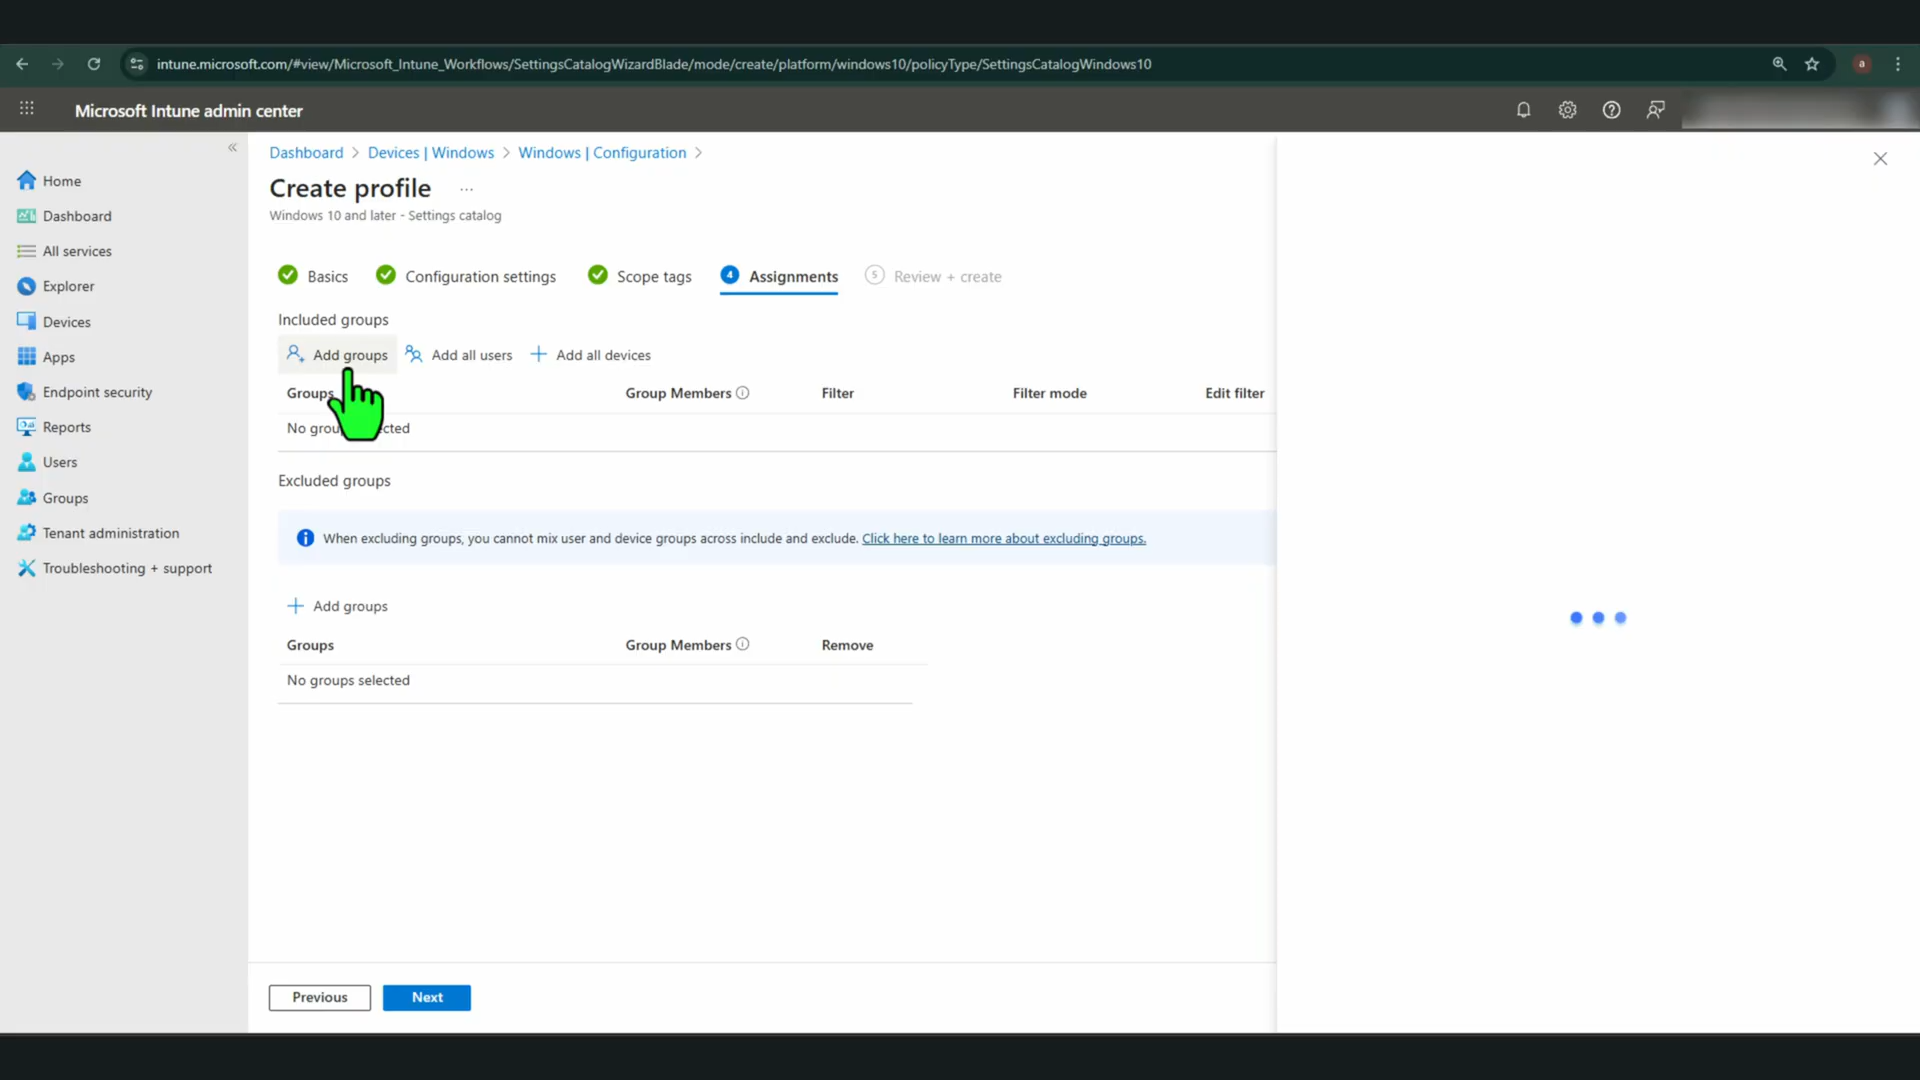 intune.microsoft.com/#view/Microsoft_Intune_Workflows/SettingsCatalogWizardBlade/mode/create/platform/windows10/policyType/SettingsCatalogWindows10
a
Microsoft Intune admin center
Home
Dashboard
All services
Explorer
Devices
Apps
Endpoint security
Reports
Users
Groups
Tenant administration
Troubleshooting + support
Dashboard > Devices | Windows > Windows | Configuration >
Create profile ...
Windows 10 and later - Settings catalog
Basics Configuration settings Scope tags 4 Assignments 5 Review + create
Included groups
Add groups Add all users + Add all devices
Groups Group Members Filter Filter mode Edit filter
No
Excluded groups
When excluding groups, you cannot mix user and device groups across include and exclude. Click here to learn more about excluding groups.
+ Add groups
Groups Group Members Remove
No groups selected
Previous Next